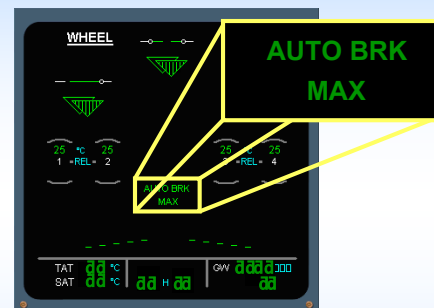 WHEEL
AUTO BRK
MAX
25 °C 25
1 =REL= 2
25 °C 25
3 =REL= 4
AUTO BRK
MAX
TAT °C
SAT °C
H
GW